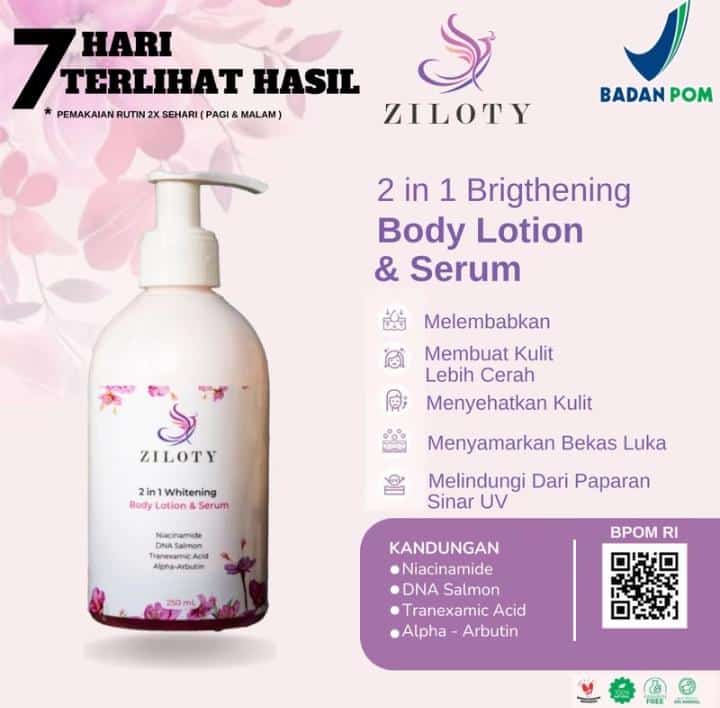 7 HARI
TERLIHAT HASIL
* PEMAKAIAN RUTIN 2X SEHARI ( PAGI & MALAM )
ZILOTY
BADAN POM
2 in 1 Brigthening
Body Lotion
& Serum
Melembabkan
Membuat Kulit
Lebih Cerah
Menyehatkan Kulit
Menyamarkan Bekas Luka
Melindungi Dari Paparan
Sinar UV
ZILOTY
2 in 1 Whitening
Body Lotion & Serum
Niacinamide
DNA Salmon
Tranexamic Acid
Alpha-Arbutin
250 mL
KANDUNGAN
Niacinamide
DNA Salmon
Tranexamic Acid
Alpha - Arbutin
BPOM RI
FREE